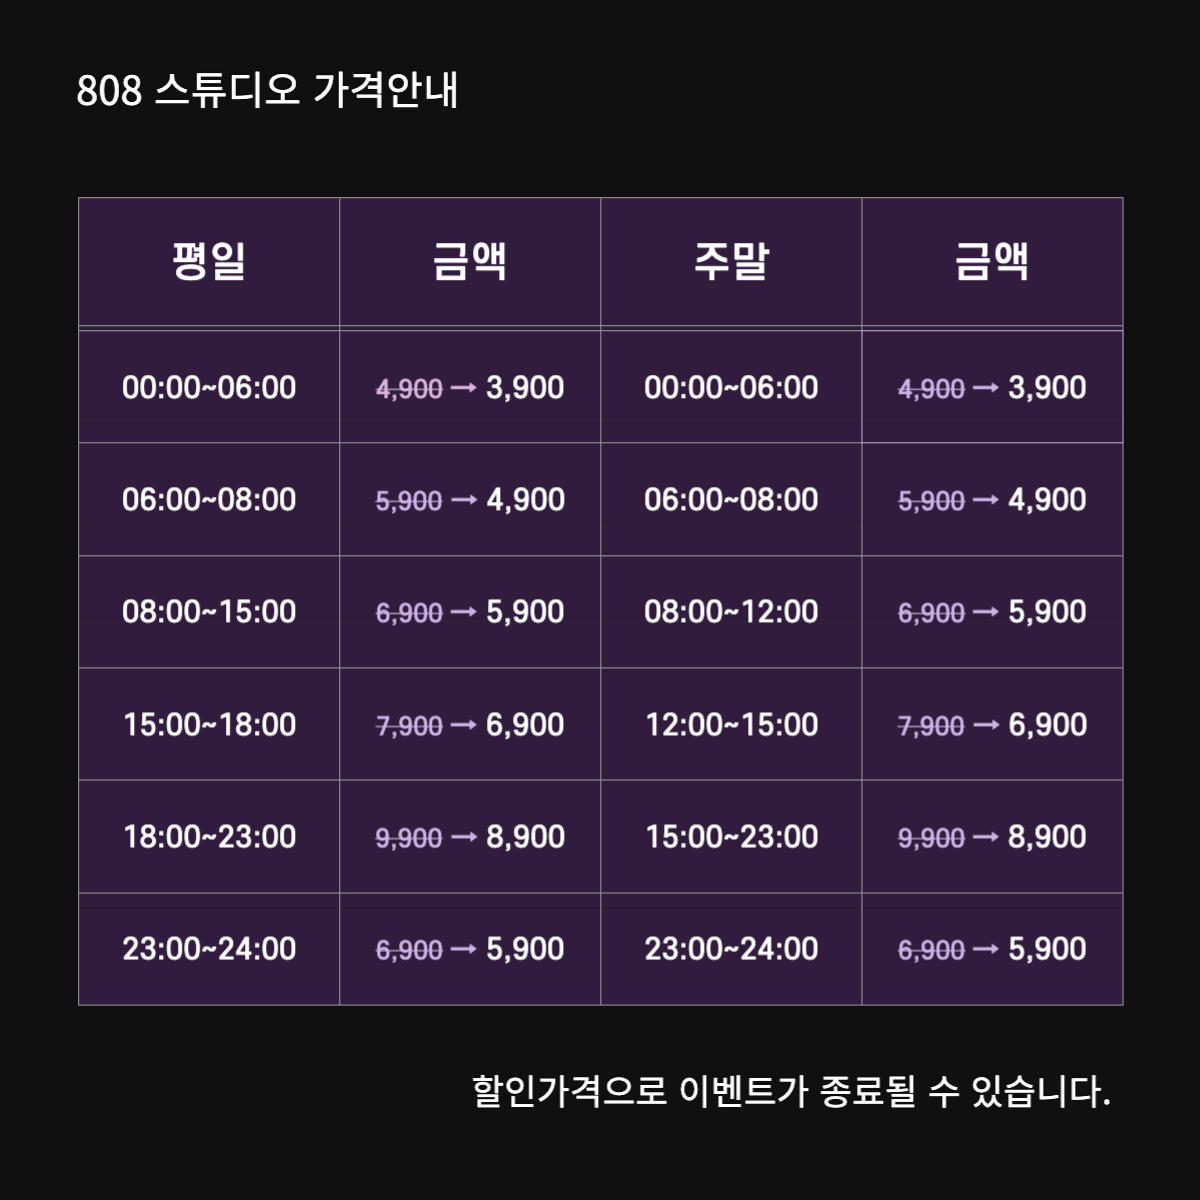 808 스튜디오 가격안내
평일 금액 주말 금액
00:00~06:00 4,900 → 3,900 00:00~06:00 4,900 → 3,900
06:00~08:00 5,900 → 4,900 06:00~08:00 5,900 → 4,900
08:00~15:00 6,900 → 5,900 08:00~12:00 6,900 → 5,900
15:00~18:00 7,900 → 6,900 12:00~15:00 7,900 → 6,900
18:00~23:00 9,900 → 8,900 15:00~23:00 9,900 → 8,900
23:00~24:00 6,900 → 5,900 23:00~24:00 6,900 → 5,900
할인가격으로 이벤트가 종료될 수 있습니다.